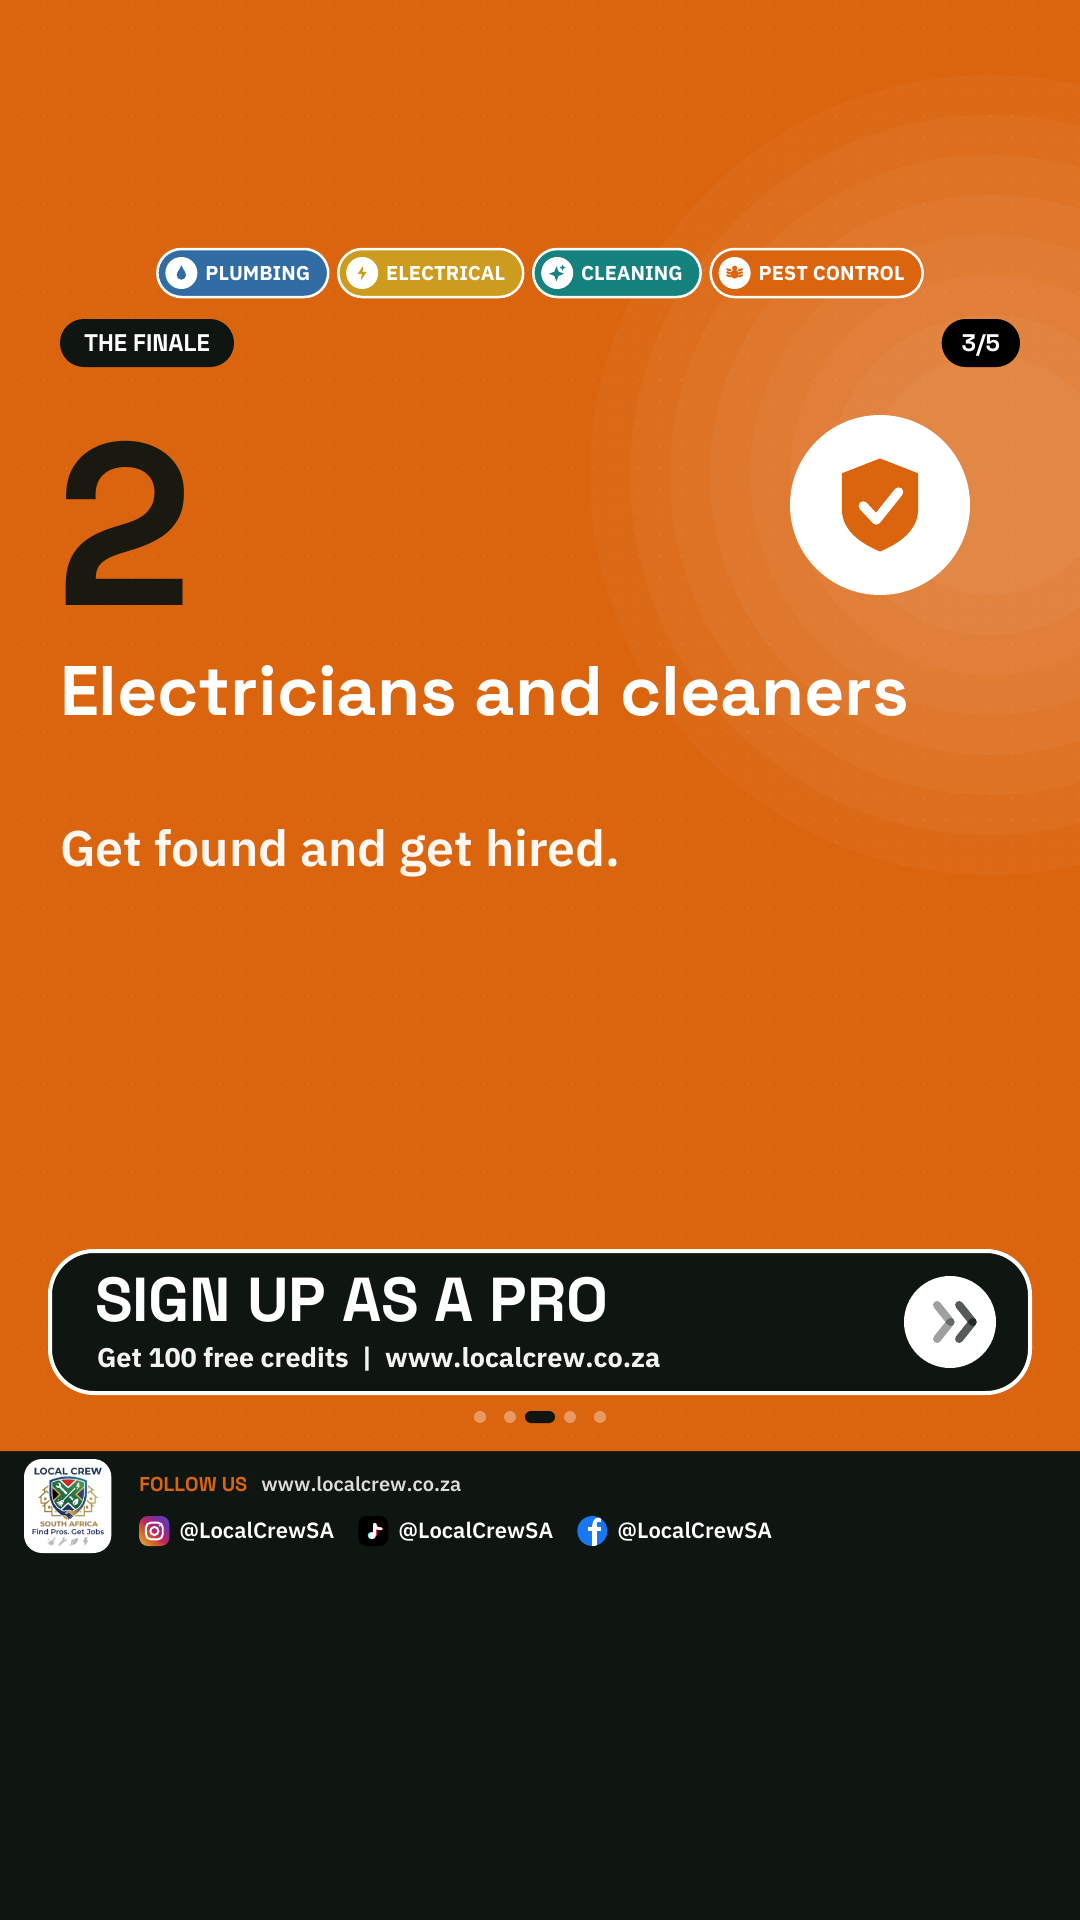 PLUMBING
ELECTRICAL
CLEANING
PEST CONTROL
THE FINALE
3/5
2
Electricians and cleaners
Get found and get hired.
SIGN UP AS A PRO
Get 100 free credits | www.localcrew.co.za
LOCAL CREW
SOUTH AFRICA
Find Pros. Get Jobs
FOLLOW US www.localcrew.co.za
@LocalCrewSA @LocalCrewSA @LocalCrewSA